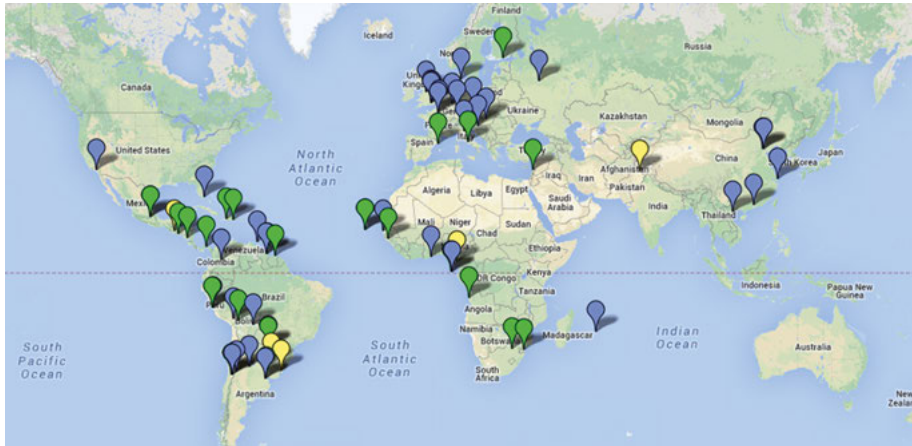 Finland
Sweden
Iceland
Russia
Canada
Ukraine
Kazakhstan
Mongolia
United States
North
Atlantic
Ocean
Spain
China
Japan
Algeria
Libya
Egypt
Iraq
Iran
Afghanistan
Pakistan
Saudi
Arabia
India
Thailand
Mali
Niger
Chad
Sudan
Ethiopia
Venezuela
Colombia
DR Congo
Kenya
Tanzania
Indonesia
Papua New
Guinea
Brazil
Angola
Namibia
Botswana
Madagascar
South
Pacific
Ocean
South
Atlantic
Ocean
Indian
Ocean
Australia
South
Africa
Argentina
New